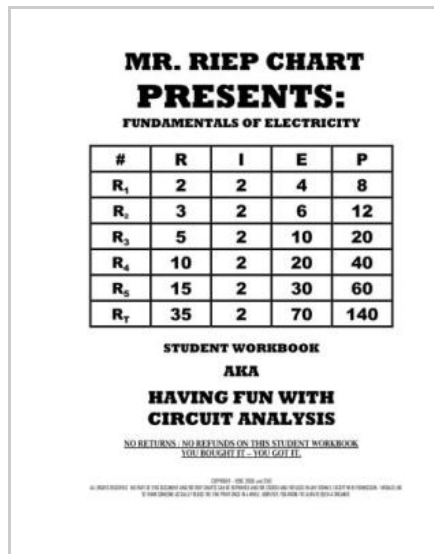 MR. RIEP CHART
PRESENTS:
FUNDAMENTALS OF ELECTRICITY
# R I E P
R₁ 2 2 4 8
R₂ 3 2 6 12
R₃ 5 2 10 20
R₄ 10 2 20 40
R₅ 15 2 30 60
R_T 35 2 70 140
STUDENT WORKBOOK
AKA
HAVING FUN WITH
CIRCUIT ANALYSIS
NO RETURNS / NO REFUNDS ON THIS STUDENT WORKBOOK
YOU BOUGHT IT – YOU GOT IT.